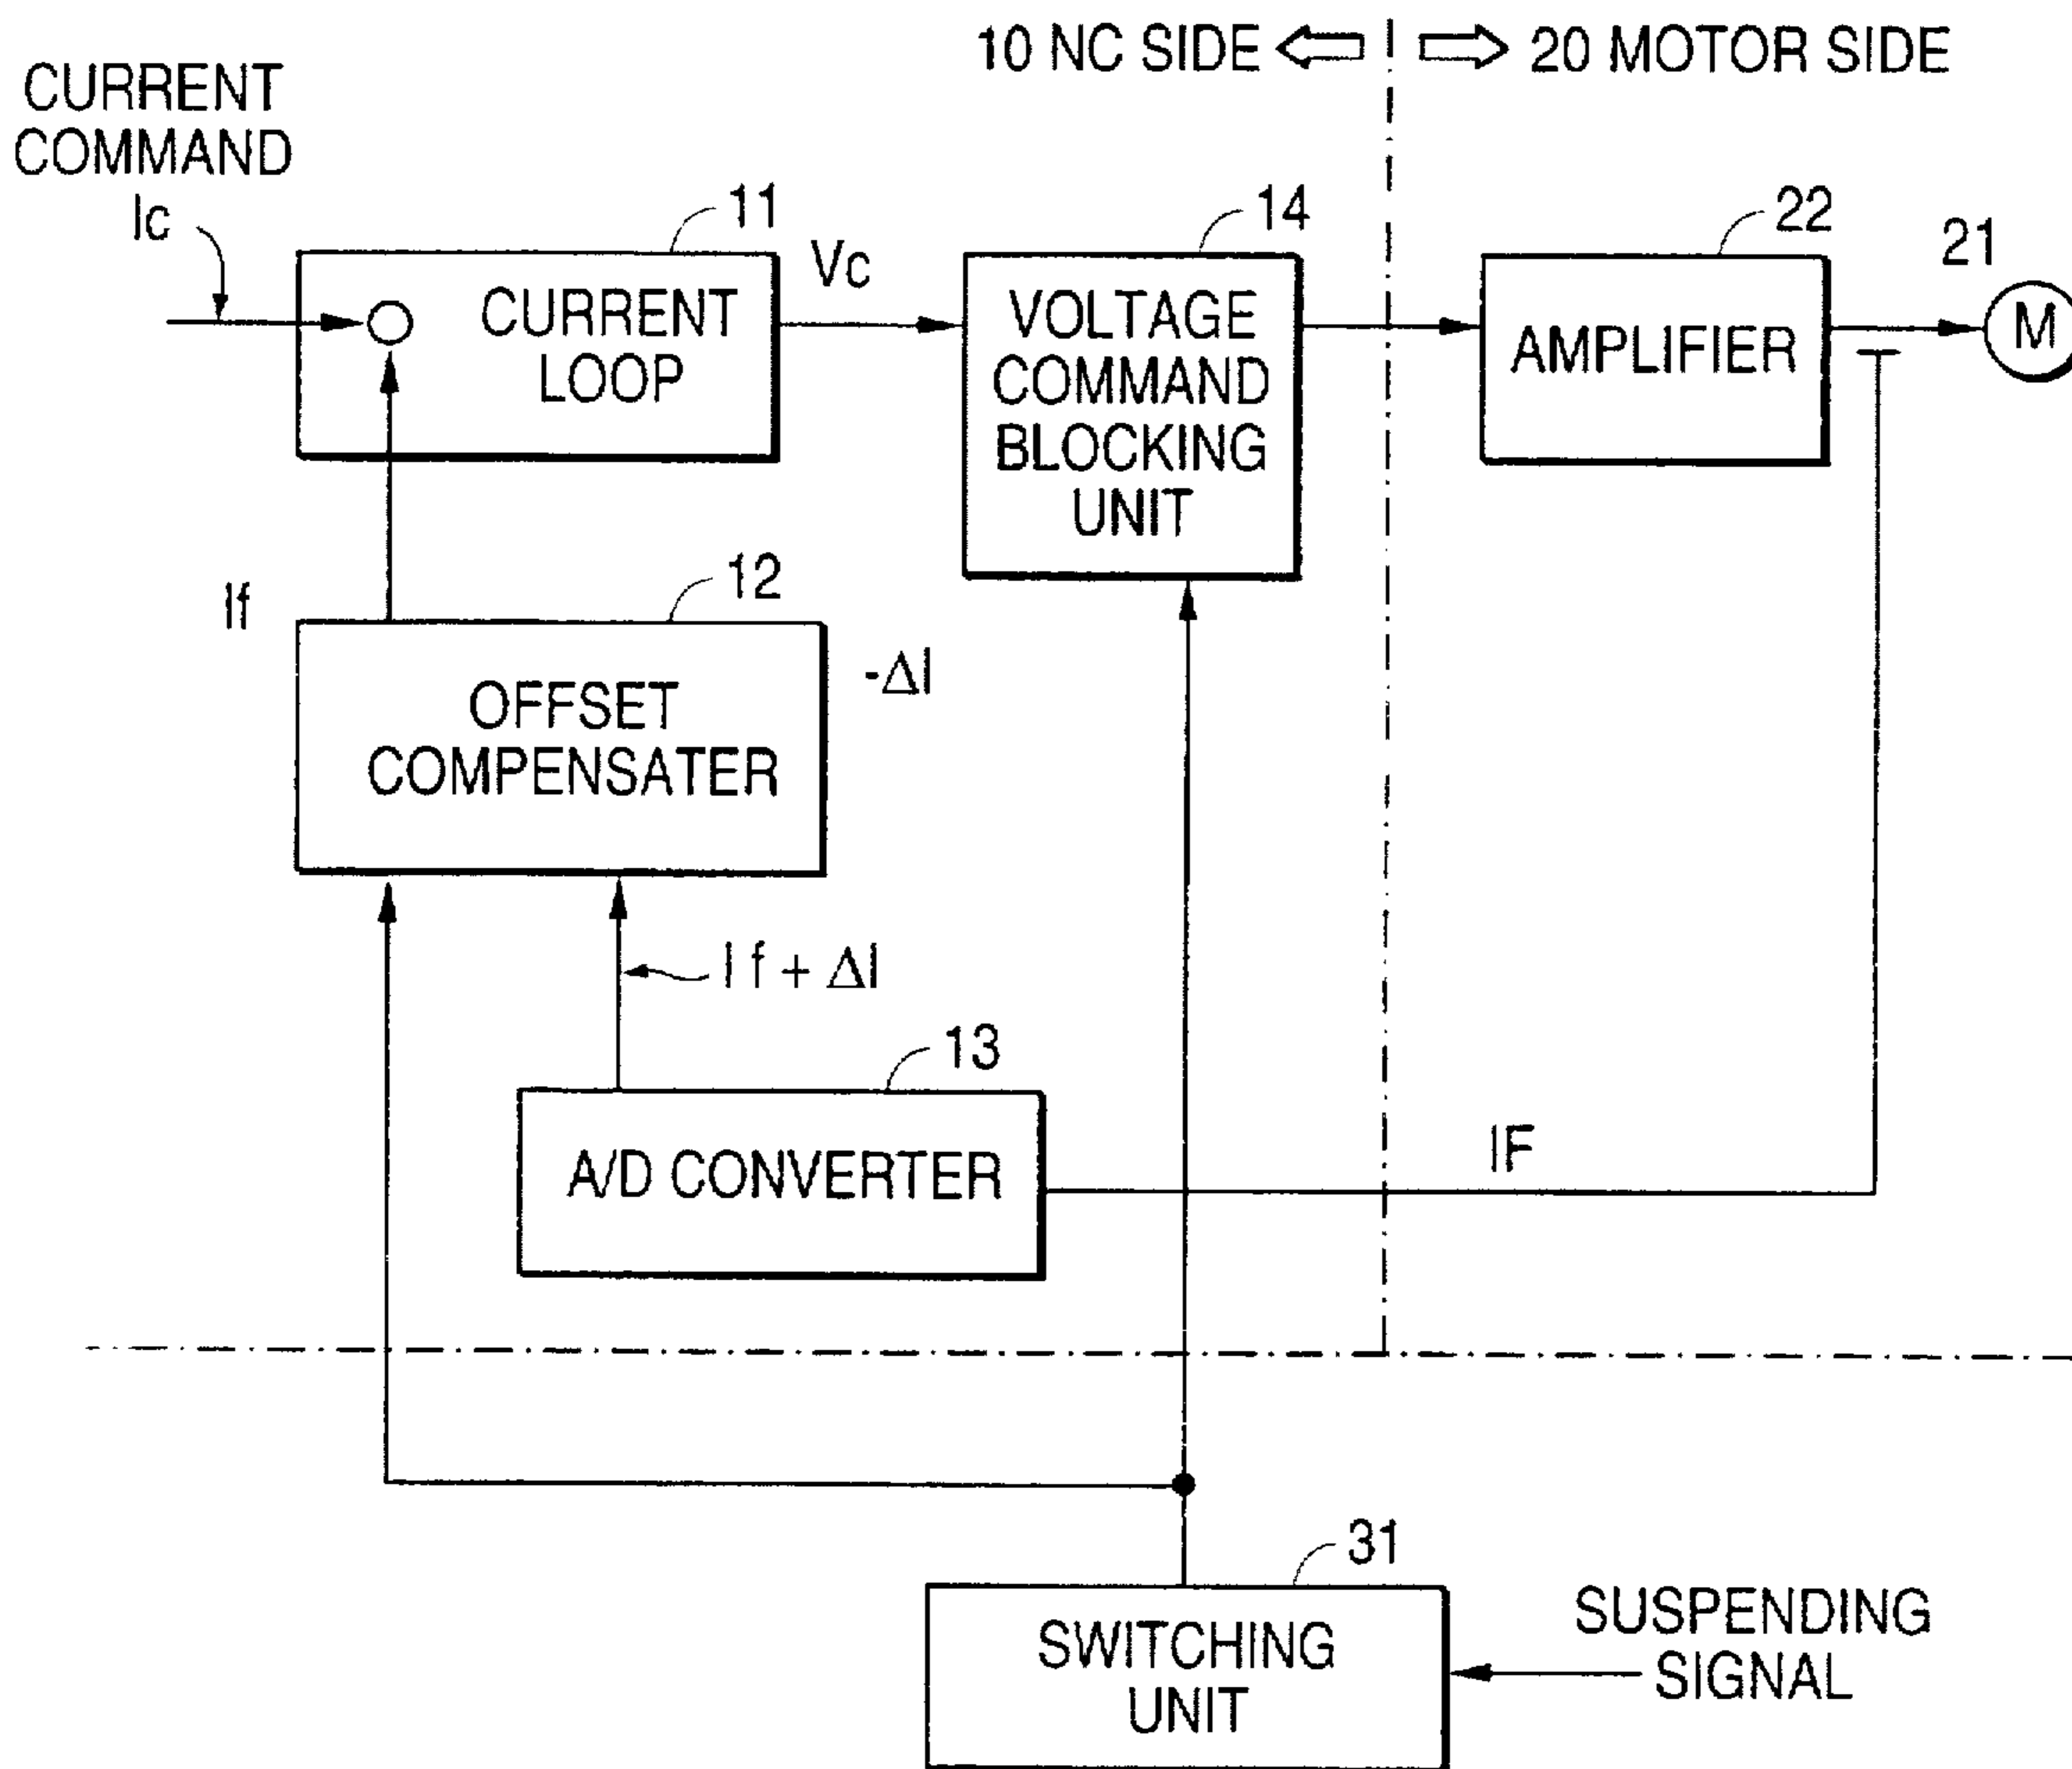 10 NC SIDE
20 MOTOR SIDE
CURRENT
COMMAND
Ic
11
CURRENT
LOOP
Vc
14
VOLTAGE
COMMAND
BLOCKING
UNIT
22
AMPLIFIER
21
M
If
12
OFFSET
COMPENSATER
-ΔI
I f + ΔI
13
A/D CONVERTER
IF
31
SWITCHING
UNIT
SUSPENDING
SIGNAL